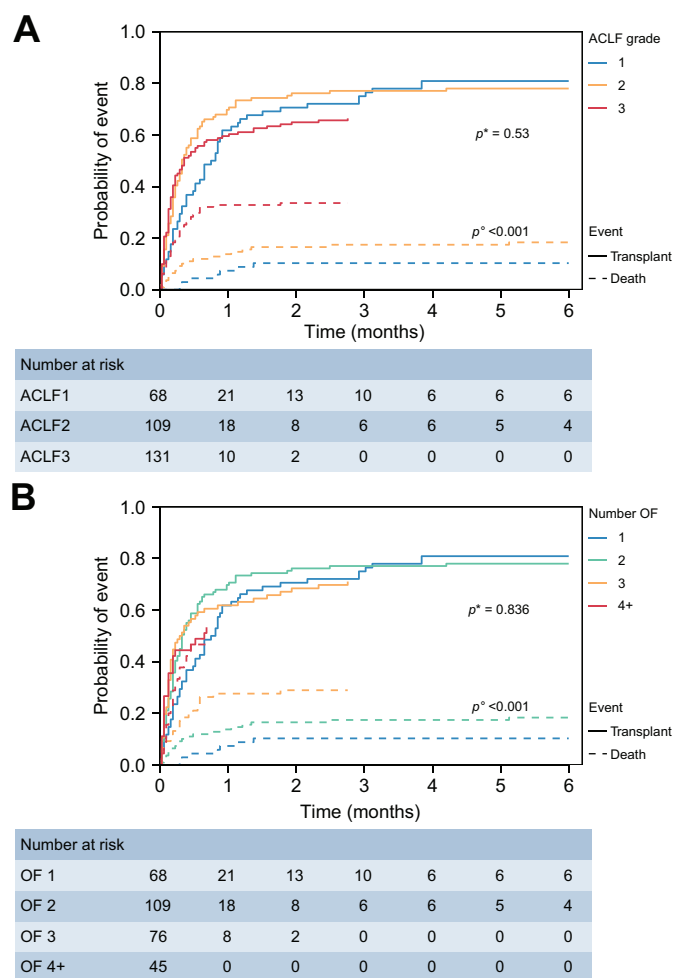 A
1.0
0.8
0.6
0.4
0.2
0.0
Probability of event
0 1 2 3 4 5 6
Time (months)
p* = 0.53
p° <0.001
ACLF grade
1
2
3
Event
Transplant
Death
Number at risk
ACLF1 68 21 13 10 6 6 6
ACLF2 109 18 8 6 6 5 4
ACLF3 131 10 2 0 0 0 0
B
1.0
0.8
0.6
0.4
0.2
0.0
Probability of event
0 1 2 3 4 5 6
Time (months)
p* = 0.836
p° <0.001
Number OF
1
2
3
4+
Event
Transplant
Death
Number at risk
OF 1 68 21 13 10 6 6 6
OF 2 109 18 8 6 6 5 4
OF 3 76 8 2 0 0 0 0
OF 4+ 45 0 0 0 0 0 0